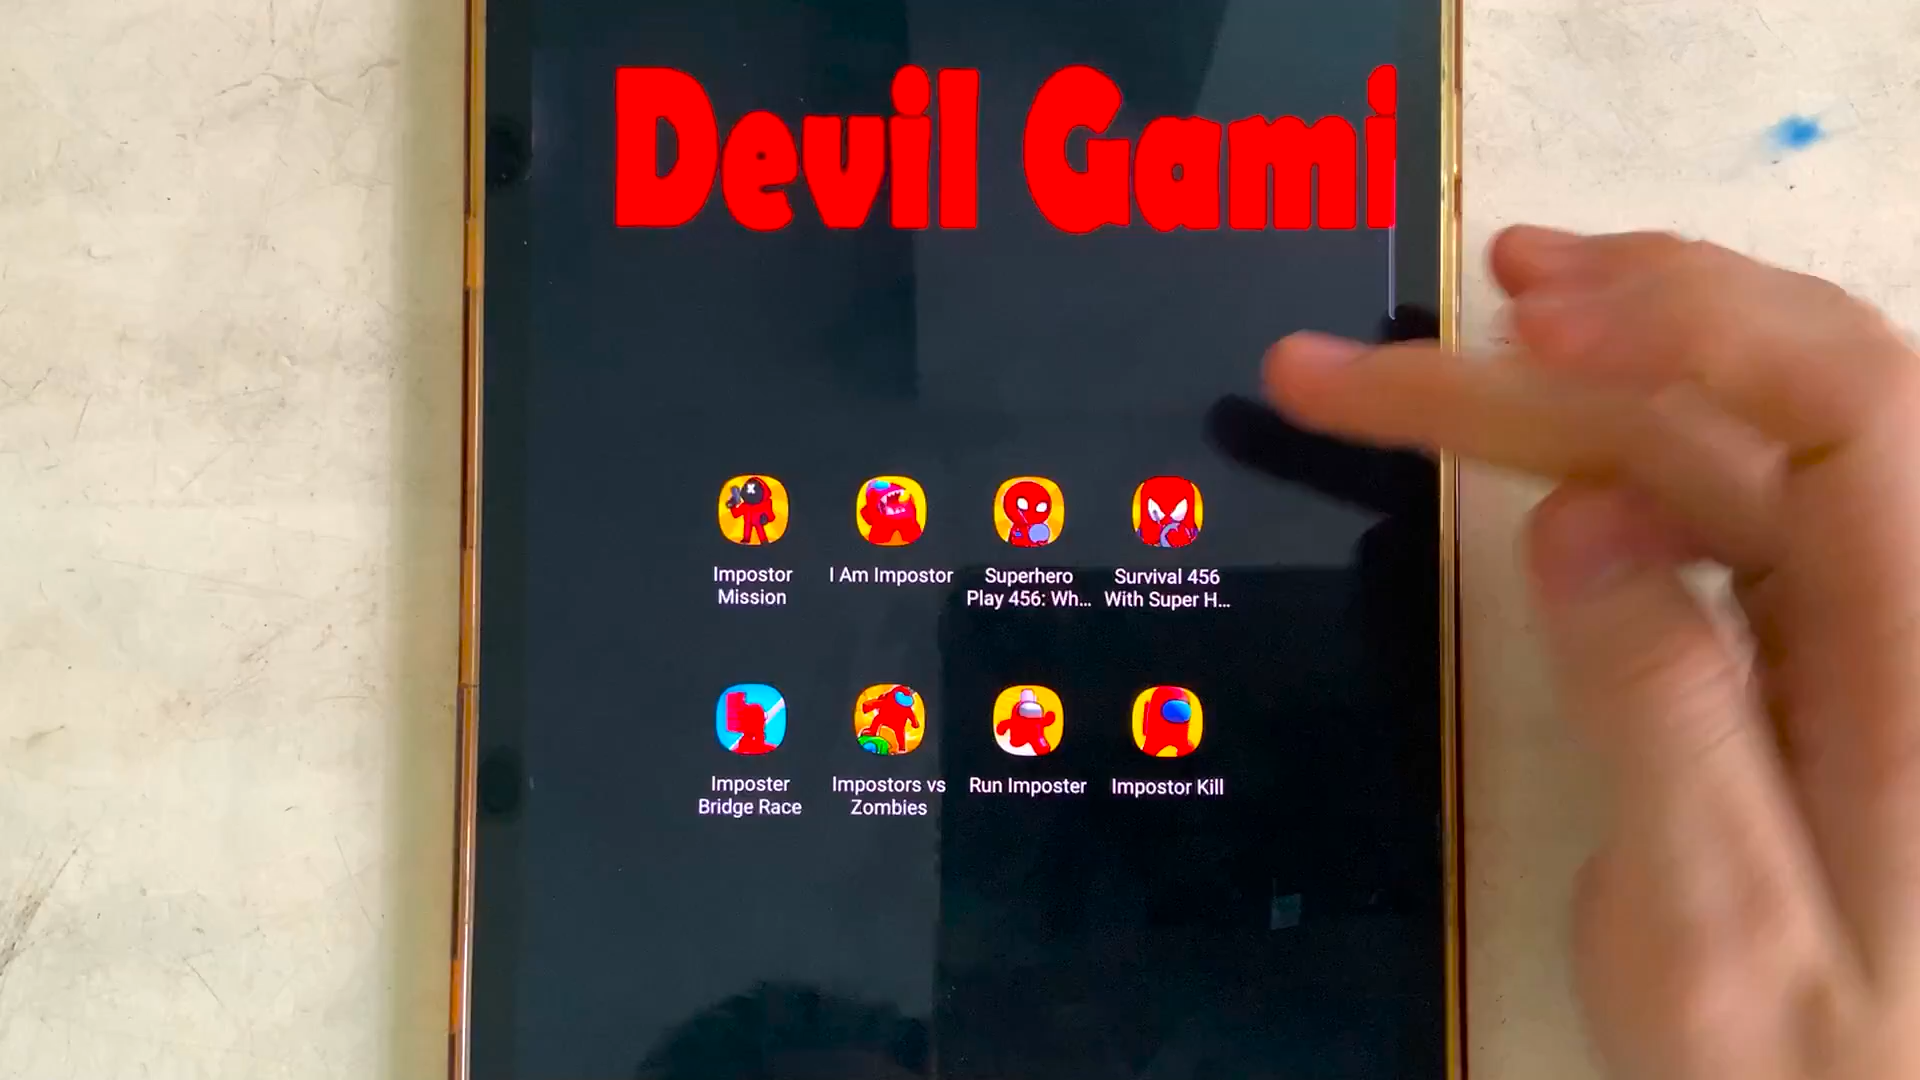 Devil Gami
Impostor
Mission
I Am Impostor
Superhero
Play 456: Wh...
Survival 456
With Super H...
Imposter
Bridge Race
Impostors vs
Zombies
Run Imposter
Impostor Kill